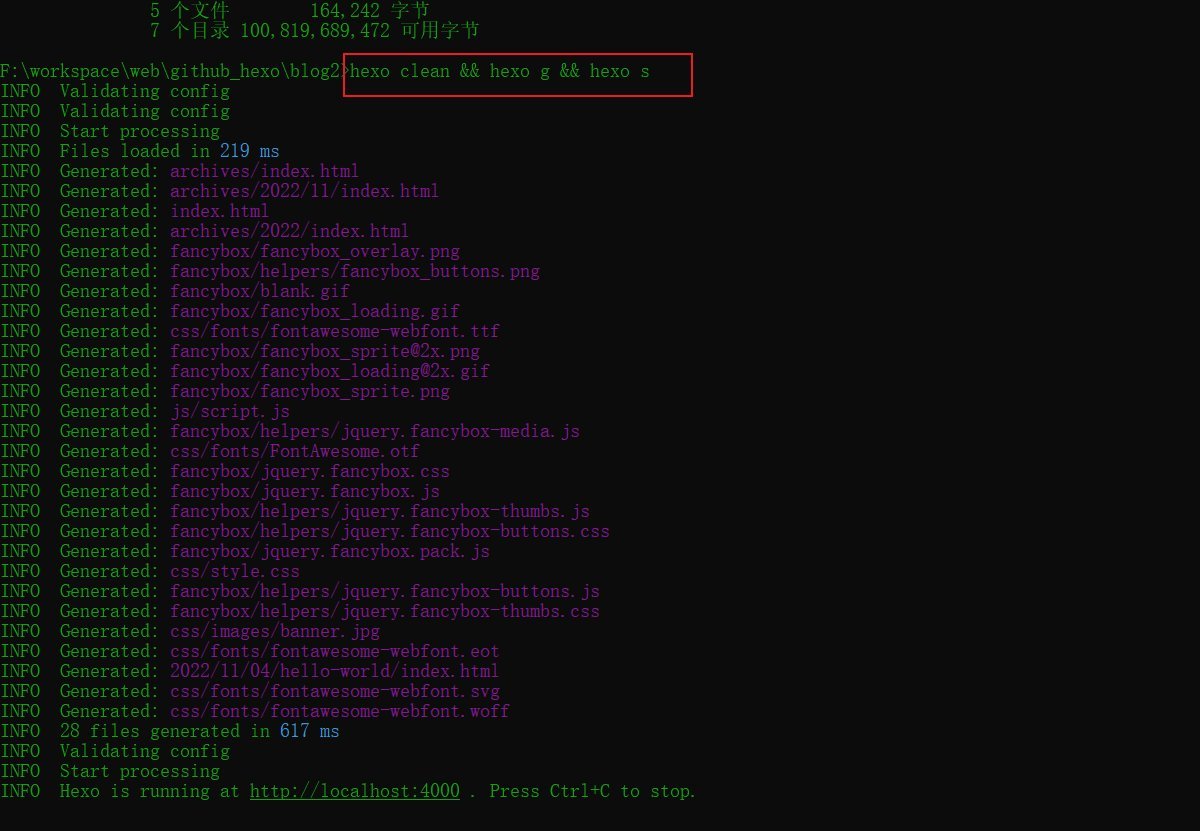 5 个文件        164,242 字节
7 个目录 100,819,689,472 可用字节
F:\workspace\web\github_hexo\blog2>hexo clean && hexo g && hexo s
INFO  Validating config
INFO  Validating config
INFO  Start processing
INFO  Files loaded in 219 ms
INFO  Generated: archives/index.html
INFO  Generated: archives/2022/11/index.html
INFO  Generated: index.html
INFO  Generated: archives/2022/index.html
INFO  Generated: fancybox/fancybox_overlay.png
INFO  Generated: fancybox/helpers/fancybox_buttons.png
INFO  Generated: fancybox/blank.gif
INFO  Generated: fancybox/fancybox_loading.gif
INFO  Generated: css/fonts/fontawesome-webfont.ttf
INFO  Generated: fancybox/fancybox_sprite@2x.png
INFO  Generated: fancybox/fancybox_loading@2x.gif
INFO  Generated: fancybox/fancybox_sprite.png
INFO  Generated: js/script.js
INFO  Generated: fancybox/helpers/jquery.fancybox-media.js
INFO  Generated: css/fonts/FontAwesome.otf
INFO  Generated: fancybox/jquery.fancybox.css
INFO  Generated: fancybox/jquery.fancybox.js
INFO  Generated: fancybox/helpers/jquery.fancybox-thumbs.js
INFO  Generated: fancybox/helpers/jquery.fancybox-buttons.css
INFO  Generated: fancybox/jquery.fancybox.pack.js
INFO  Generated: css/style.css
INFO  Generated: fancybox/helpers/jquery.fancybox-buttons.js
INFO  Generated: fancybox/helpers/jquery.fancybox-thumbs.css
INFO  Generated: css/images/banner.jpg
INFO  Generated: css/fonts/fontawesome-webfont.eot
INFO  Generated: 2022/11/04/hello-world/index.html
INFO  Generated: css/fonts/fontawesome-webfont.svg
INFO  Generated: css/fonts/fontawesome-webfont.woff
INFO  28 files generated in 617 ms
INFO  Validating config
INFO  Start processing
INFO  Hexo is running at http://localhost:4000 . Press Ctrl+C to stop.